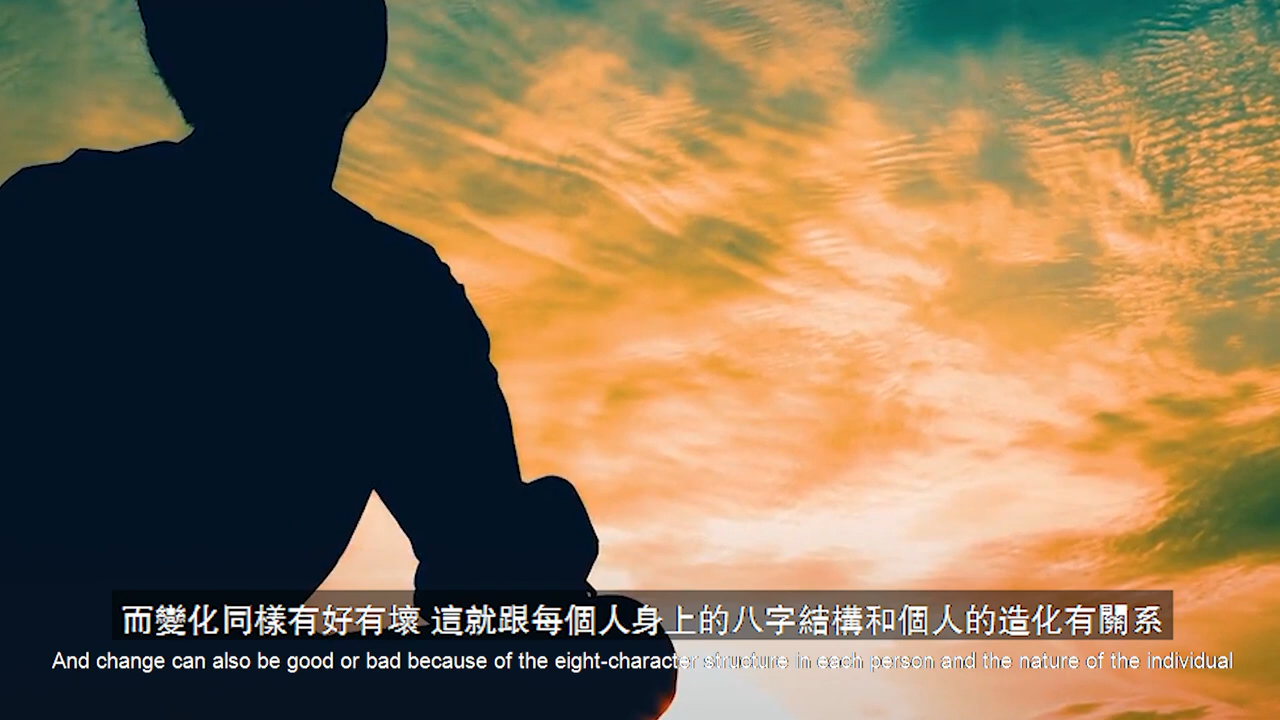 而變化同樣有好有壞 這就跟每個人身上的八字結構和個人的造化有關系
And change can also be good or bad because of the eight-character structure in each person and the nature of the individual